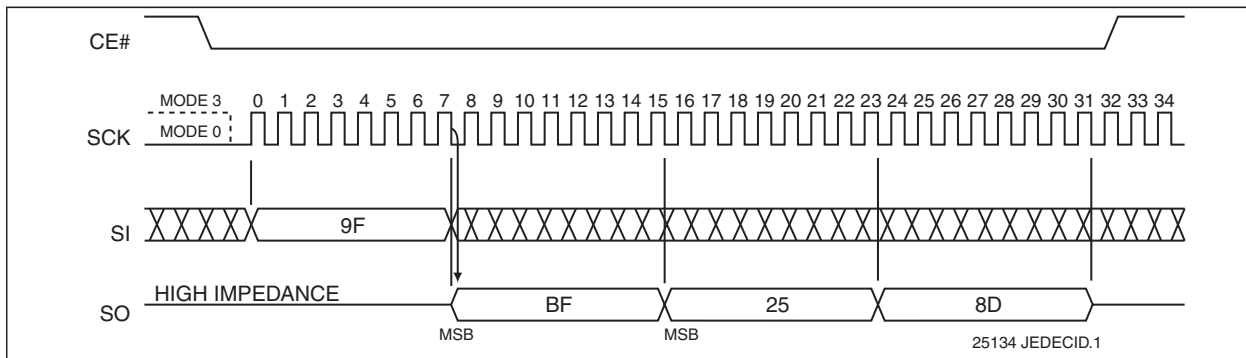 CE#
MODE 3
0 1 2 3 4 5 6 7 8 9 10 11 12 13 14 15 16 17 18 19 20 21 22 23 24 25 26 27 28 29 30 31 32 33 34
SCK
MODE 0
SI
9F
HIGH IMPEDANCE
SO
BF
25
8D
MSB
MSB
25134 JEDECID.1